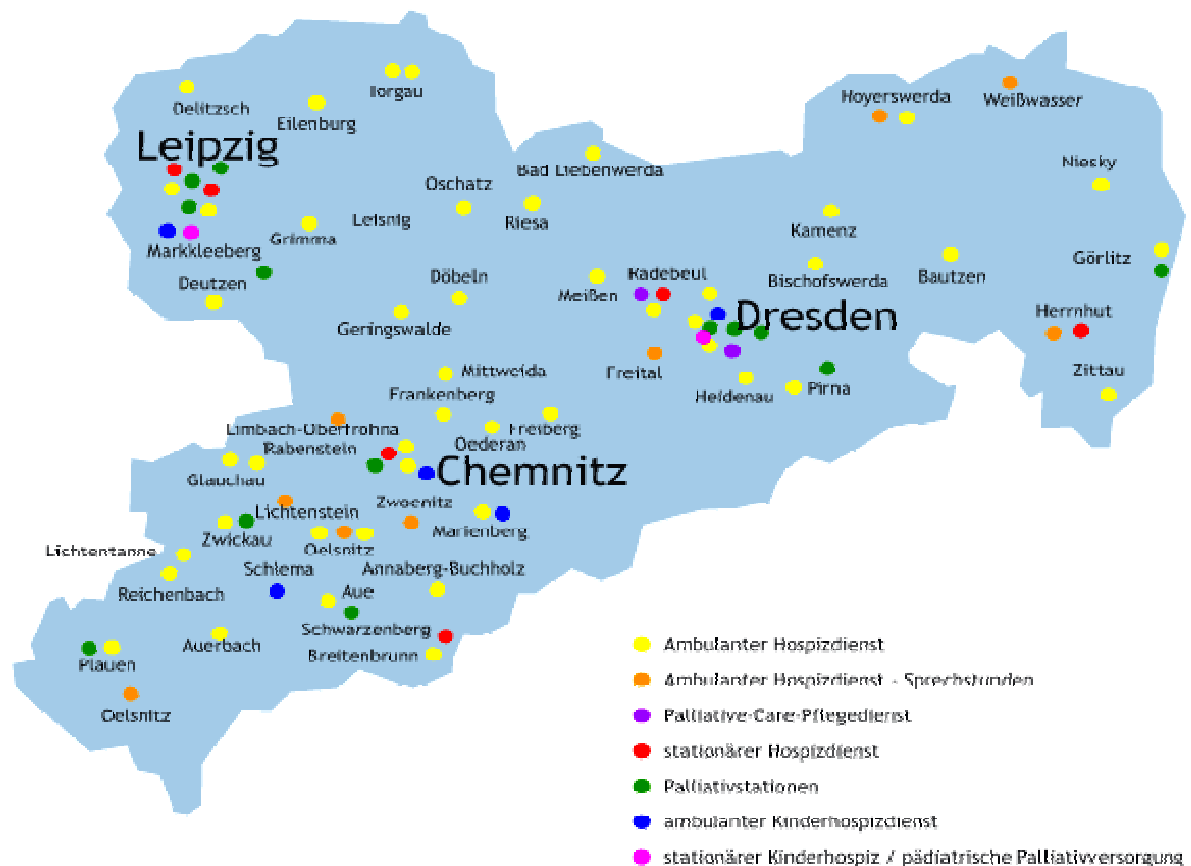 Torgau
Delitzsch
Eilenburg
Hoyerswerda
Weißwasser
Leipzig
Bad Liebenwerda
Niesky
Oschatz
Leisnig
Riesa
Grimma
Kamenz
Markkleeberg
Görlitz
Deutzen
Döbeln
Meißen
Radebeul
Bischofswerda
Bautzen
Geringswalde
Dresden
Herrnhut
Mittweida
Freital
Zittau
Frankenberg
Heidenau
Pirna
Limbach-Oberfrohna
Oederan
Freiberg
Rabenstein
Chemnitz
Glauchau
Lichtenstein
Zwoenitz
Zwickau
Marienberg
Lichtentanne
Oelsnitz
Schlema
Annaberg-Buchholz
Reichenbach
Aue
Schwarzenberg
Auerbach
Breitenbrunn
Plauen
Oelsnitz
Ambulanter Hospizdienst
Ambulanter Hospizdienst - Sprechstunden
Palliative-Care-Pflegedienst
stationärer Hospizdienst
Palliativstationen
ambulanter Kinderhospizdienst
stationärer Kinderhospiz / pädiatrische Palliativversorgung